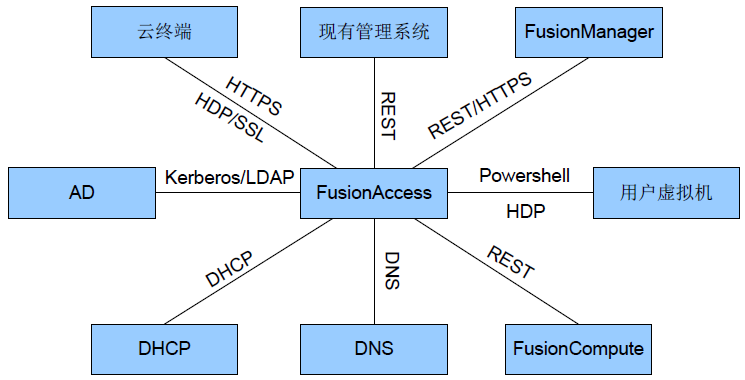 云终端
现有管理系统
FusionManager
HTTPS
HDP/SSL
REST
REST/HTTPS
AD
Kerberos/LDAP
FusionAccess
Powershell
HDP
用户虚拟机
DHCP
DNS
REST
DHCP
DNS
FusionCompute